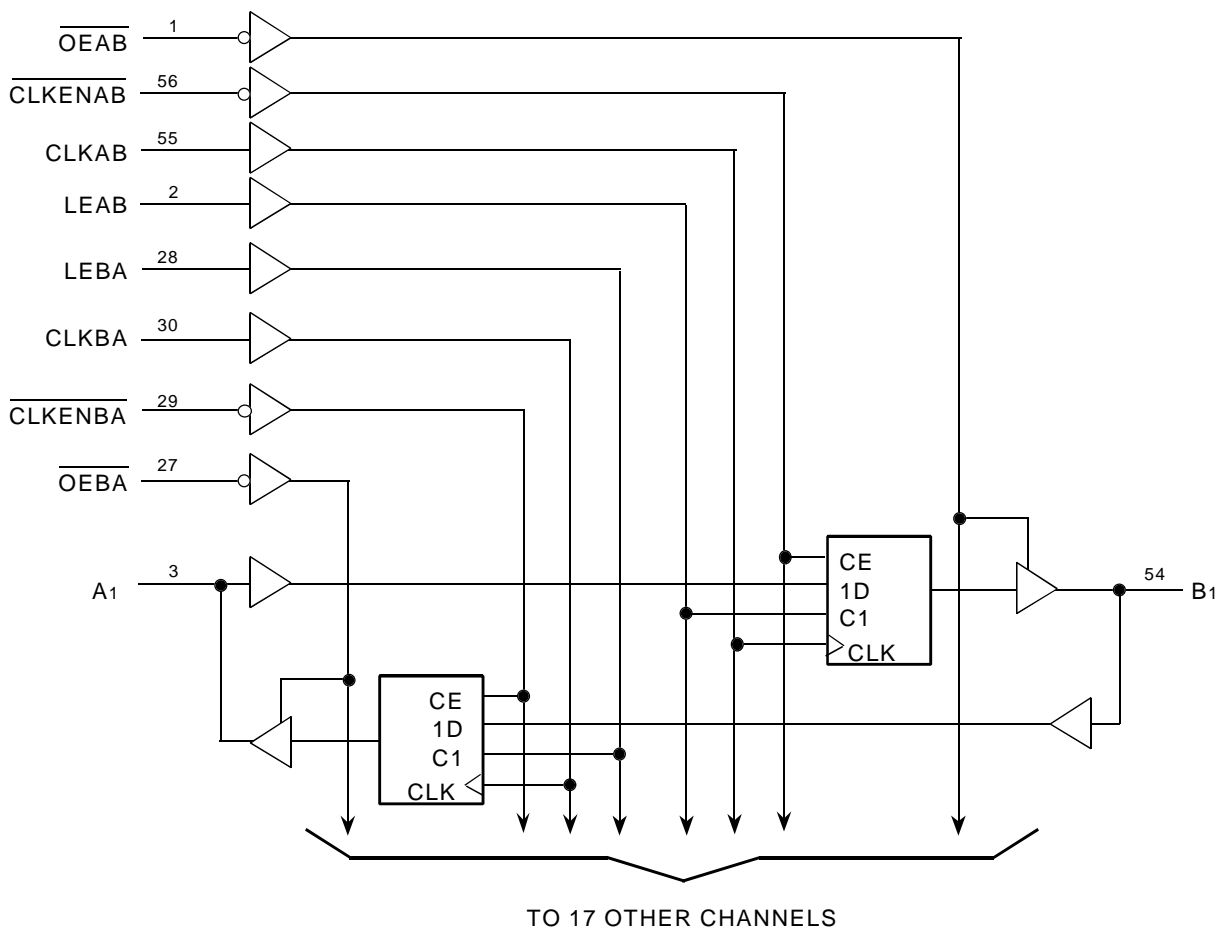 OEAB 1
CLKENAB 56
CLKAB 55
LEAB 2
LEBA 28
CLKBA 30
CLKENBA 29
OEBA 27
A1 3
CE
1D
C1
CLK
54 B1
CE
1D
C1
CLK
TO 17 OTHER CHANNELS